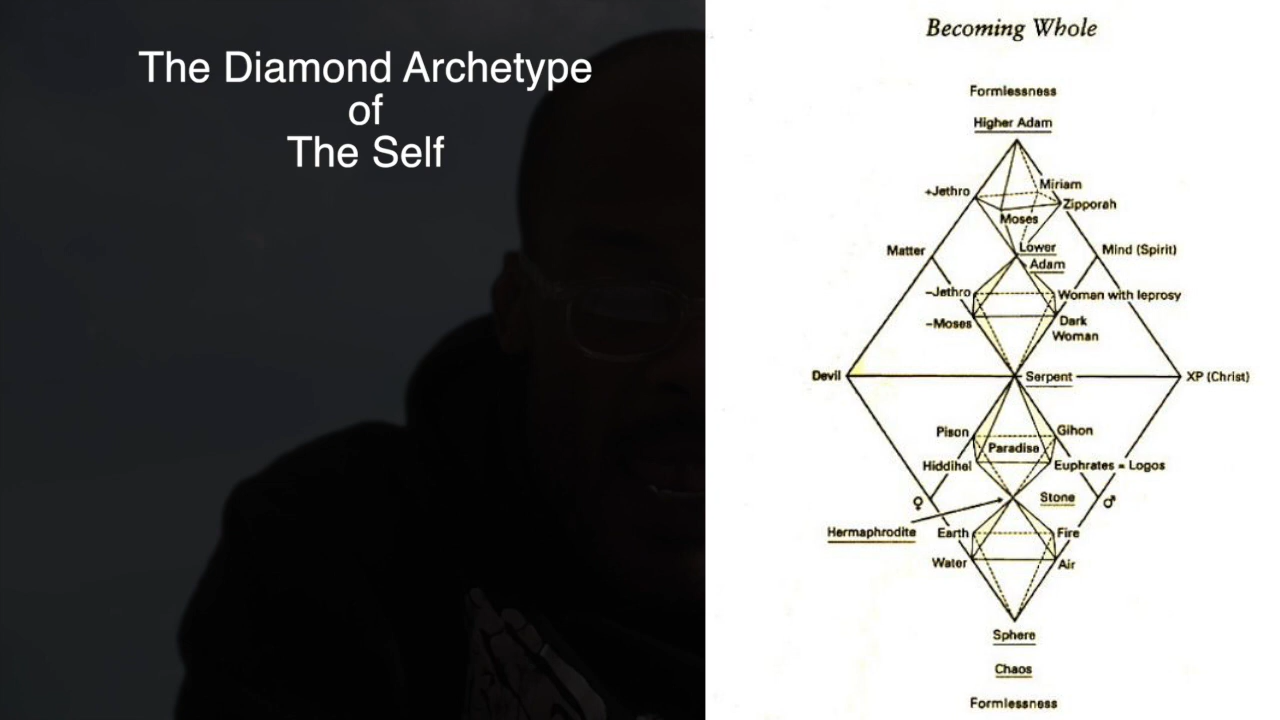 The Diamond Archetype
of
The Self
Becoming Whole
Formlessness
Higher Adam
+Jethro
Miriam
Zipporah
Moses
Matter
Lower
Mind (Spirit)
Adam
–Jethro
Woman with leprosy
–Moses
Dark
Woman
Devil
Serpent
XP (Christ)
Pison
Gihon
Paradise
Hiddihel
Euphrates = Logos
♀
Stone
♂
Hermaphrodite
Earth
Fire
Water
Air
Sphere
Chaos
Formlessness